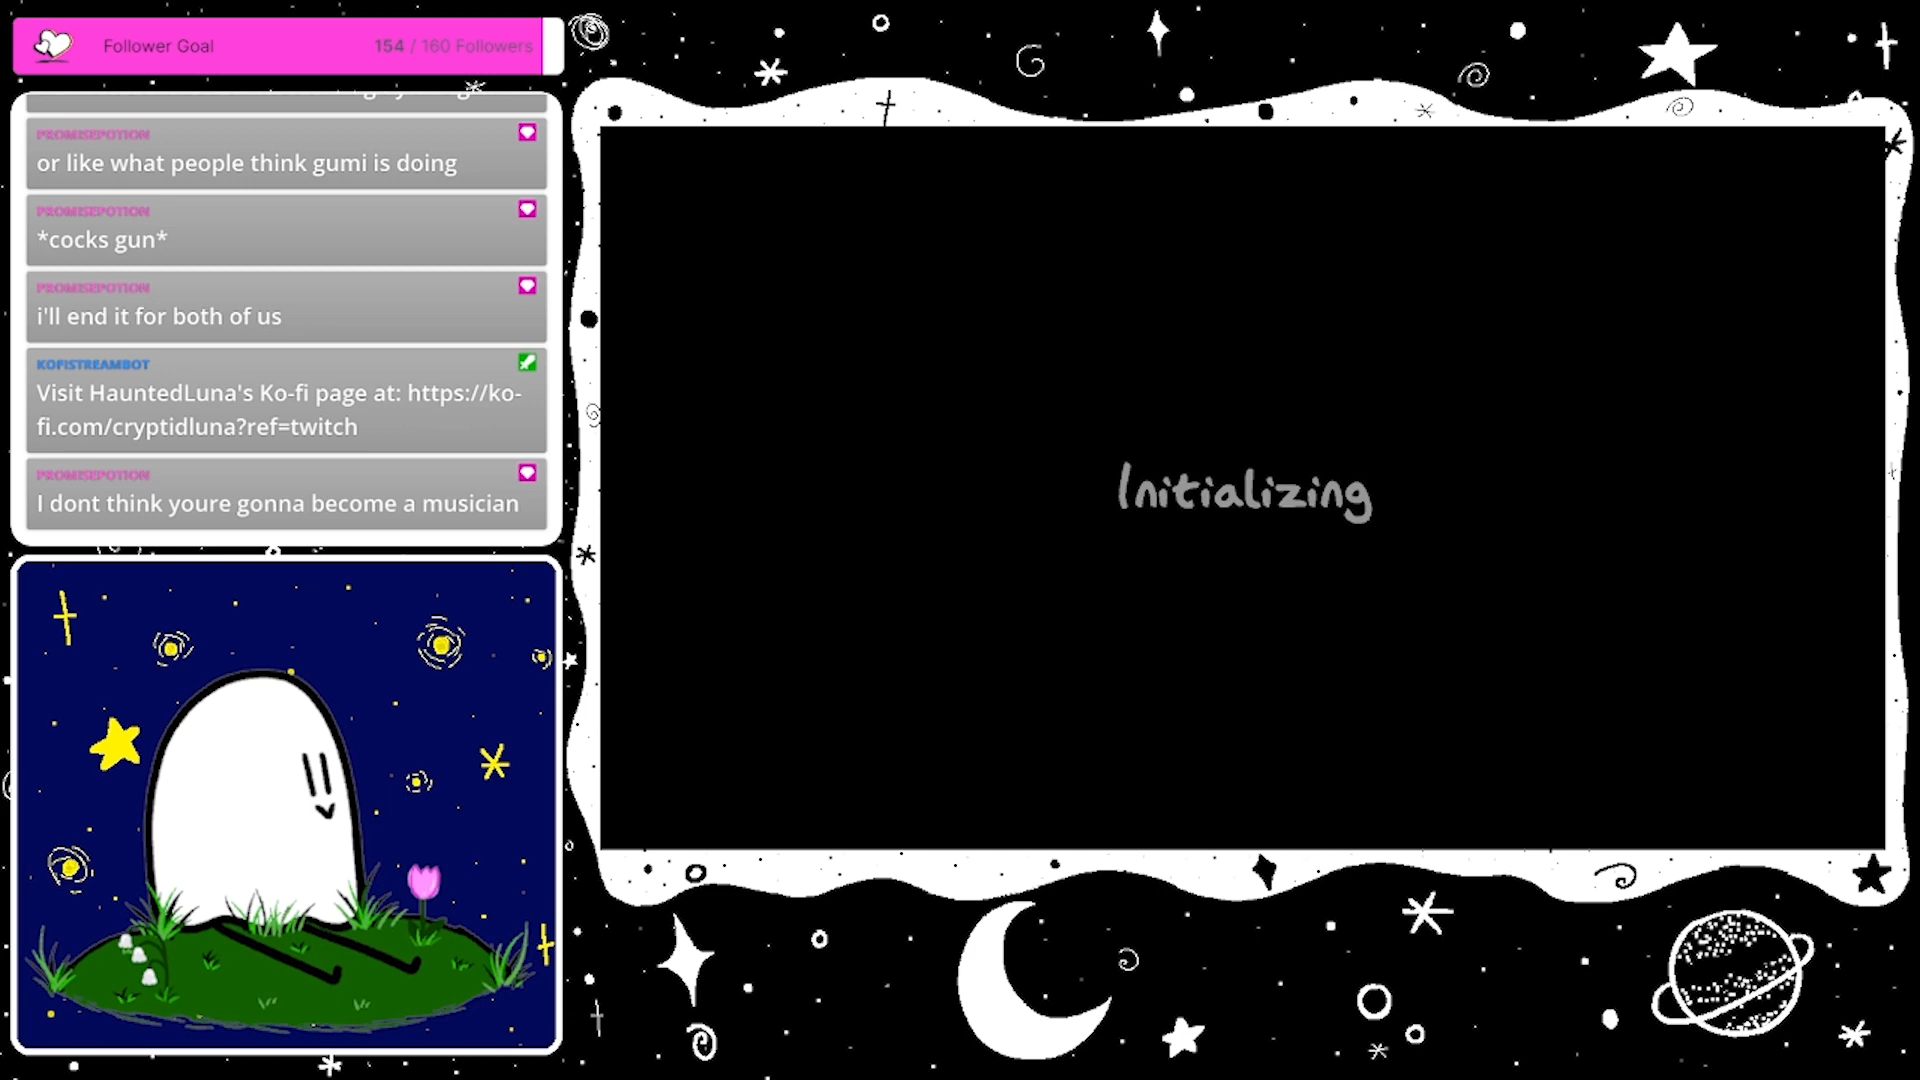 Follower Goal
154 / 160 Followers
PROMISEPOTION
or like what people think gumi is doing
PROMISEPOTION
*cocks gun*
PROMISEPOTION
i'll end it for both of us
KOFISTREAMBOT
Visit HauntedLuna's Ko-fi page at: https://ko-
fi.com/cryptidluna?ref=twitch
PROMISEPOTION
I dont think youre gonna become a musician
Initializing